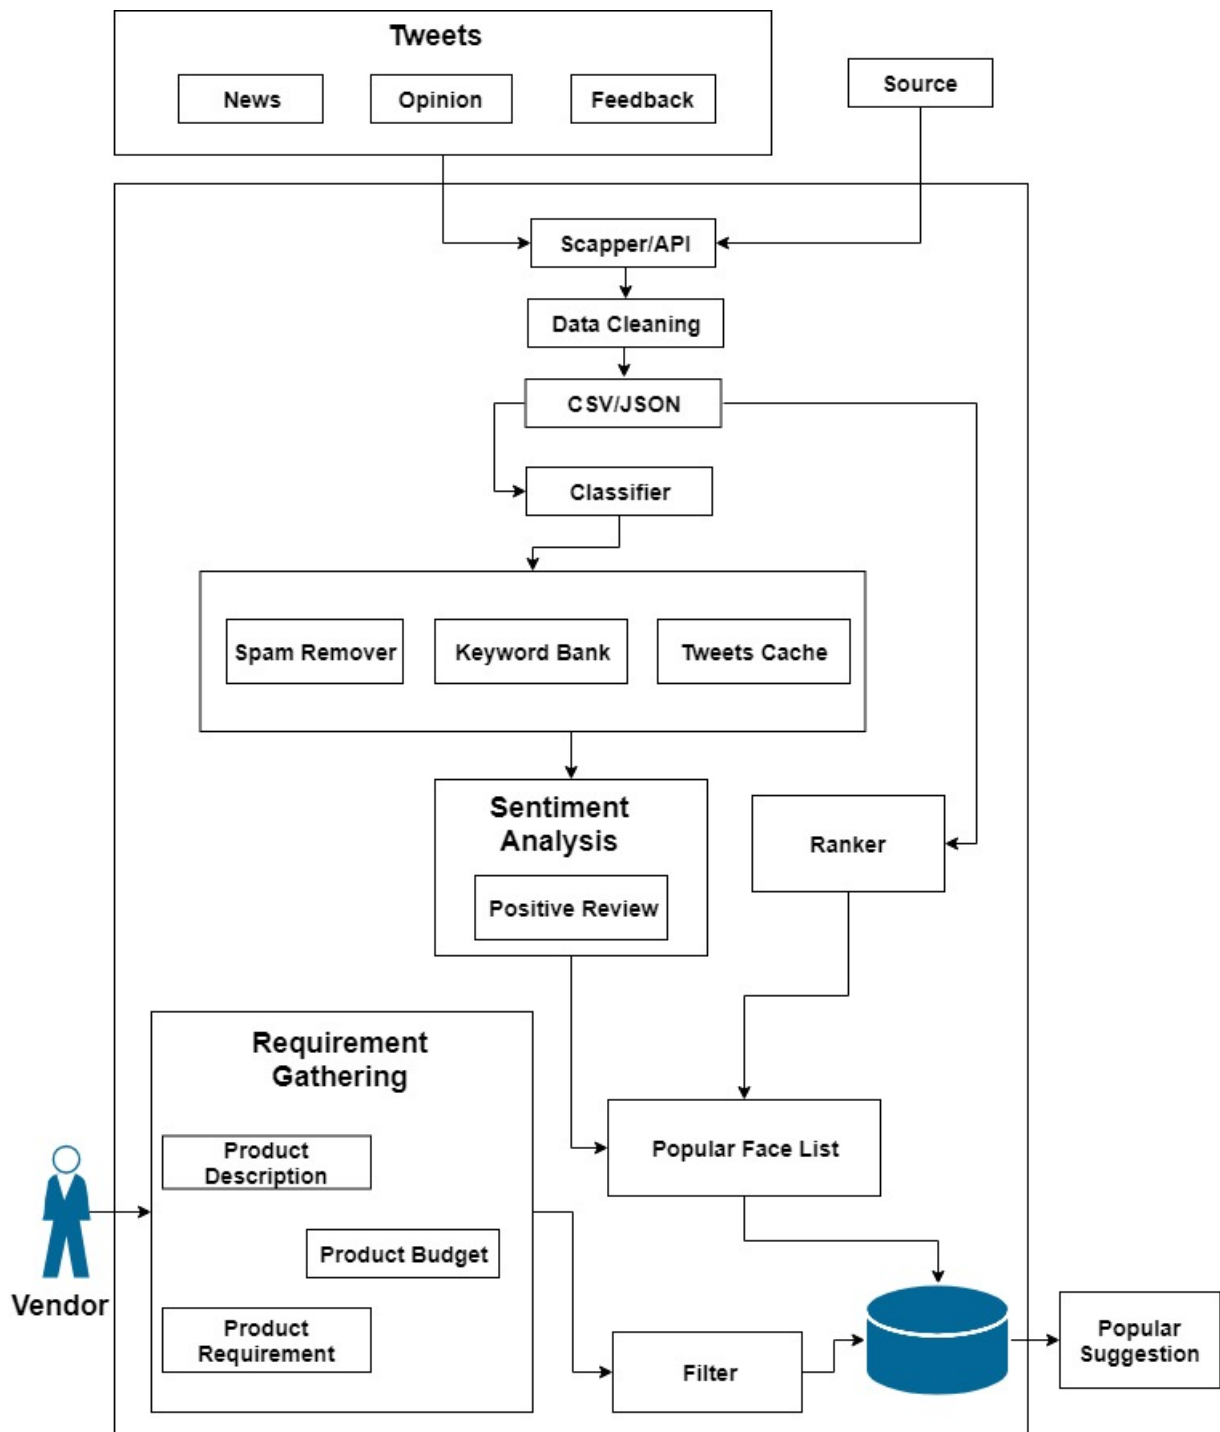 Tweets
News
Opinion
Feedback
Source
Scapper/API
Data Cleaning
CSV/JSON
Classifier
Spam Remover
Keyword Bank
Tweets Cache
Sentiment
Analysis
Positive Review
Ranker
Requirement
Gathering
Product
Description
Product Budget
Product
Requirement
Vendor
Popular Face List
Filter
Popular
Suggestion